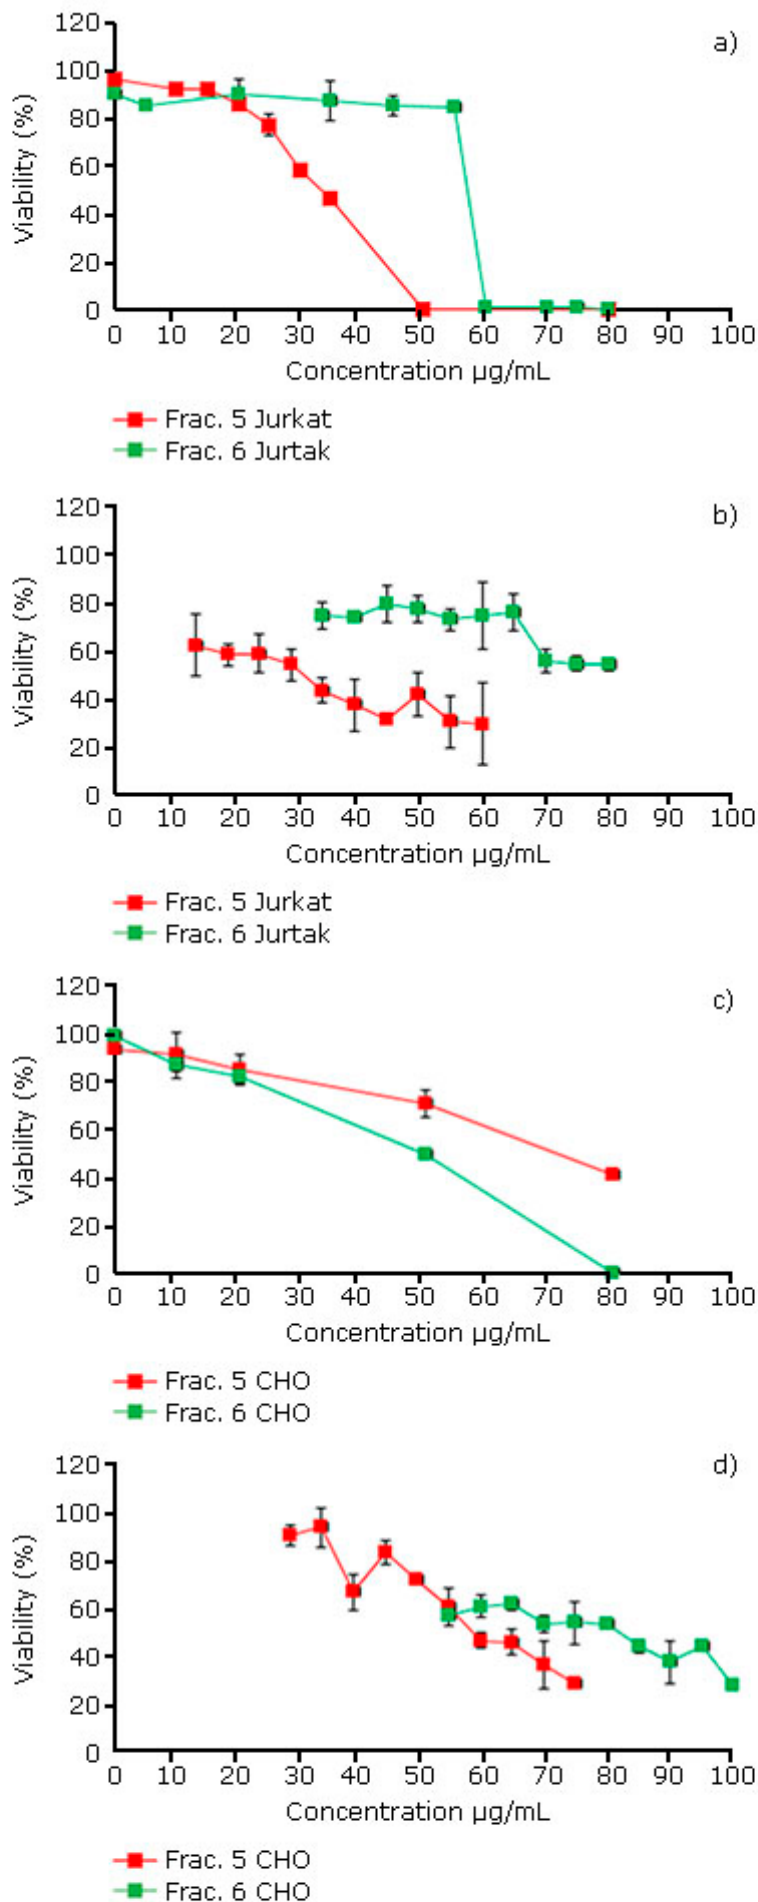 a)
120
100
80
60
40
20
0
Viability (%)
0 10 20 30 40 50 60 70 80 90 100
Concentration µg/mL
Frac. 5 Jurkat
Frac. 6 Jurtak
b)
120
100
80
60
40
20
0
Viability (%)
0 10 20 30 40 50 60 70 80 90 100
Concentration µg/mL
Frac. 5 Jurkat
Frac. 6 Jurtak
c)
120
100
80
60
40
20
0
Viability (%)
0 10 20 30 40 50 60 70 80 90 100
Concentration µg/mL
Frac. 5 CHO
Frac. 6 CHO
d)
120
100
80
60
40
20
0
Viability (%)
0 10 20 30 40 50 60 70 80 90 100
Concentration µg/mL
Frac. 5 CHO
Frac. 6 CHO